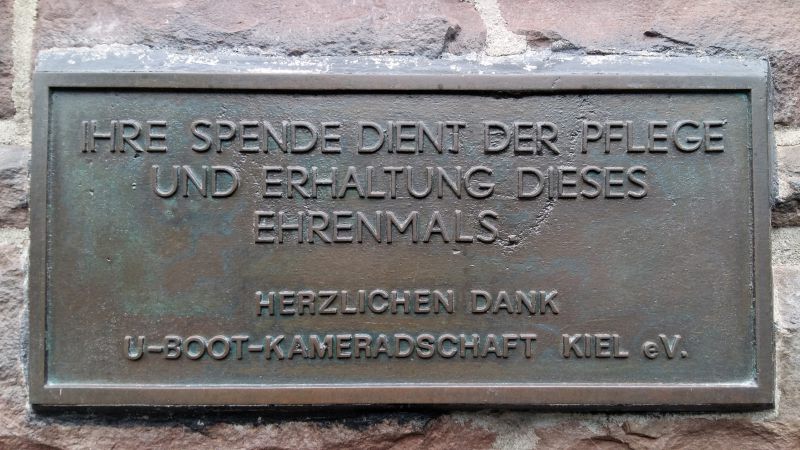 IHRE SPENDE DIENT DER PFLEGE
UND ERHALTUNG DIESES
EHRENMALS.
HERZLICHEN DANK
U-BOOT-KAMERADSCHAFT KIEL eV.